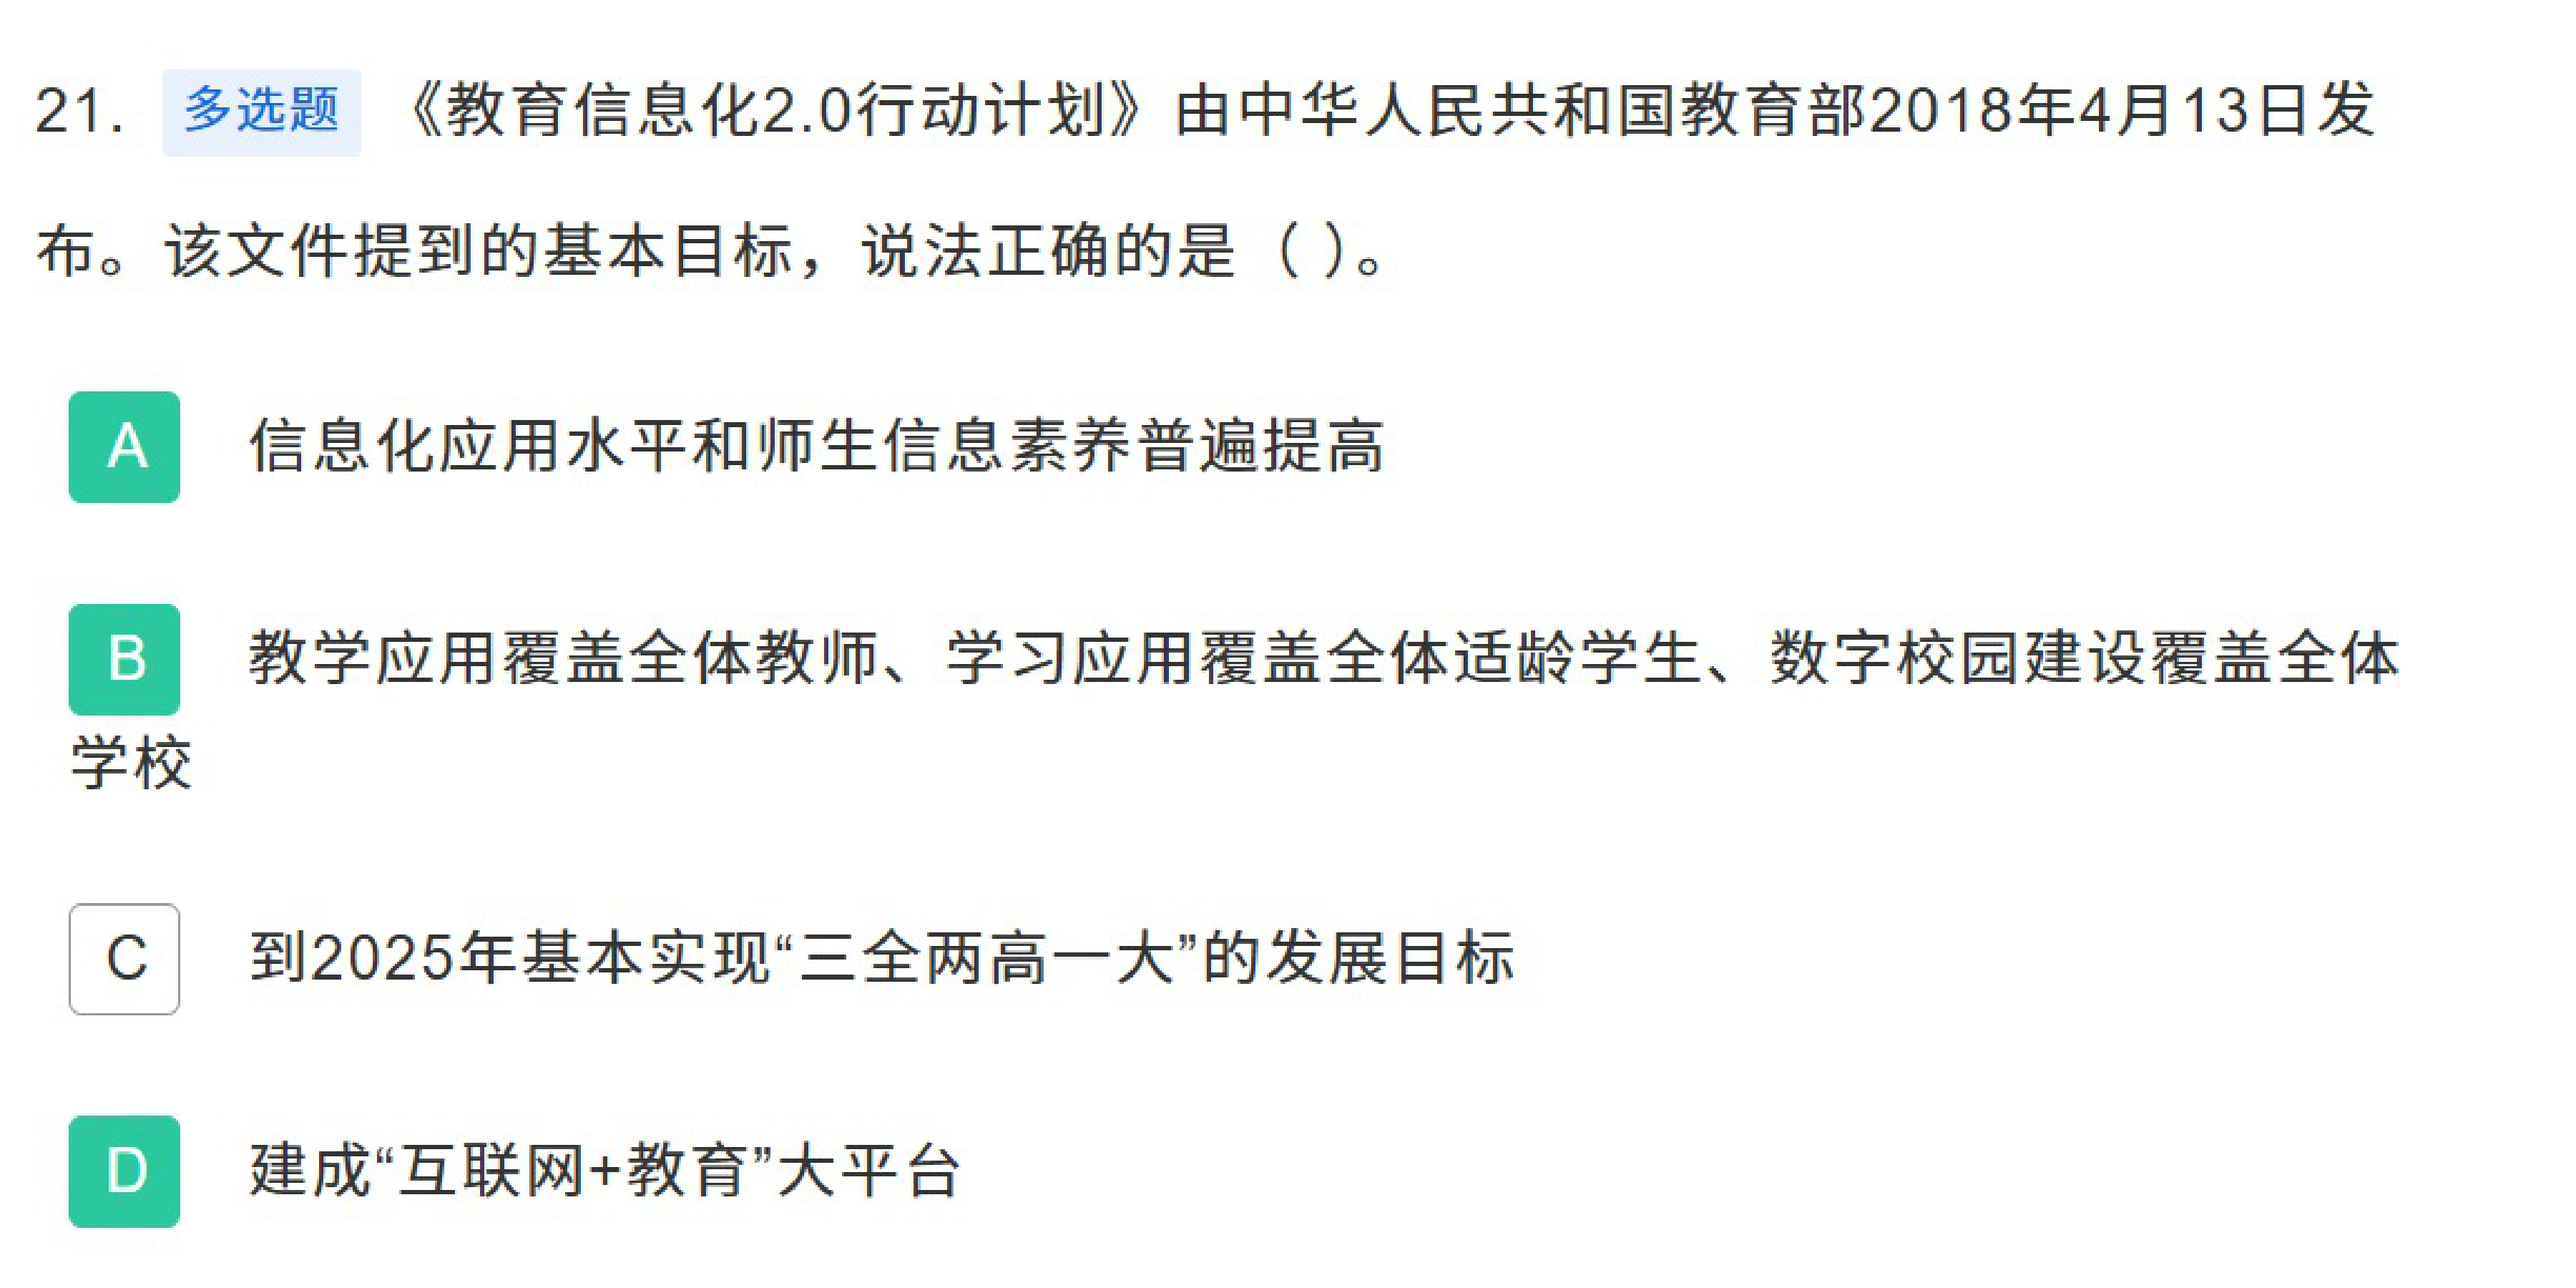 21. 多选题 《教育信息化2.0行动计划》由中华人民共和国教育部2018年4月13日发
布。该文件提到的基本目标，说法正确的是（ ）。
A 信息化应用水平和师生信息素养普遍提高
B 教学应用覆盖全体教师、学习应用覆盖全体适龄学生、数字校园建设覆盖全体
学校
C 到2025年基本实现“三全两高一大”的发展目标
D 建成“互联网+教育”大平台